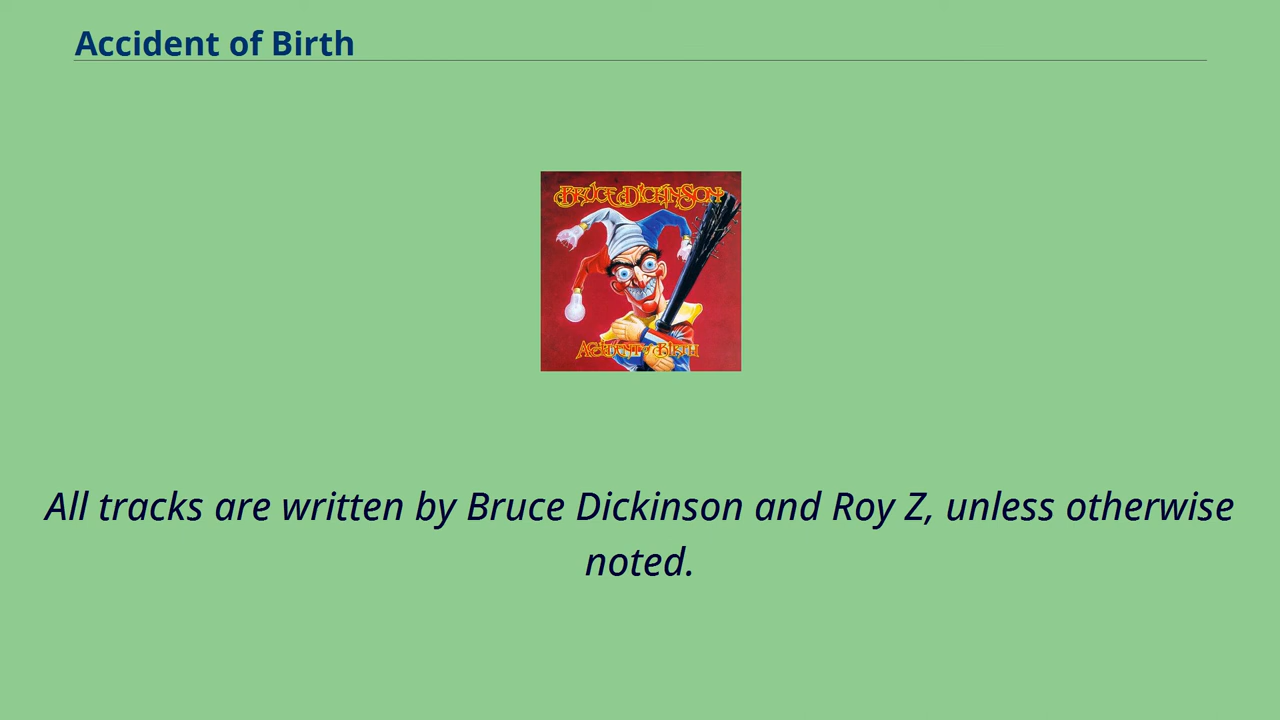 Accident of Birth
BRUCE DICKINSON
ACCIDENT OF BIRTH
All tracks are written by Bruce Dickinson and Roy Z, unless otherwise
noted.